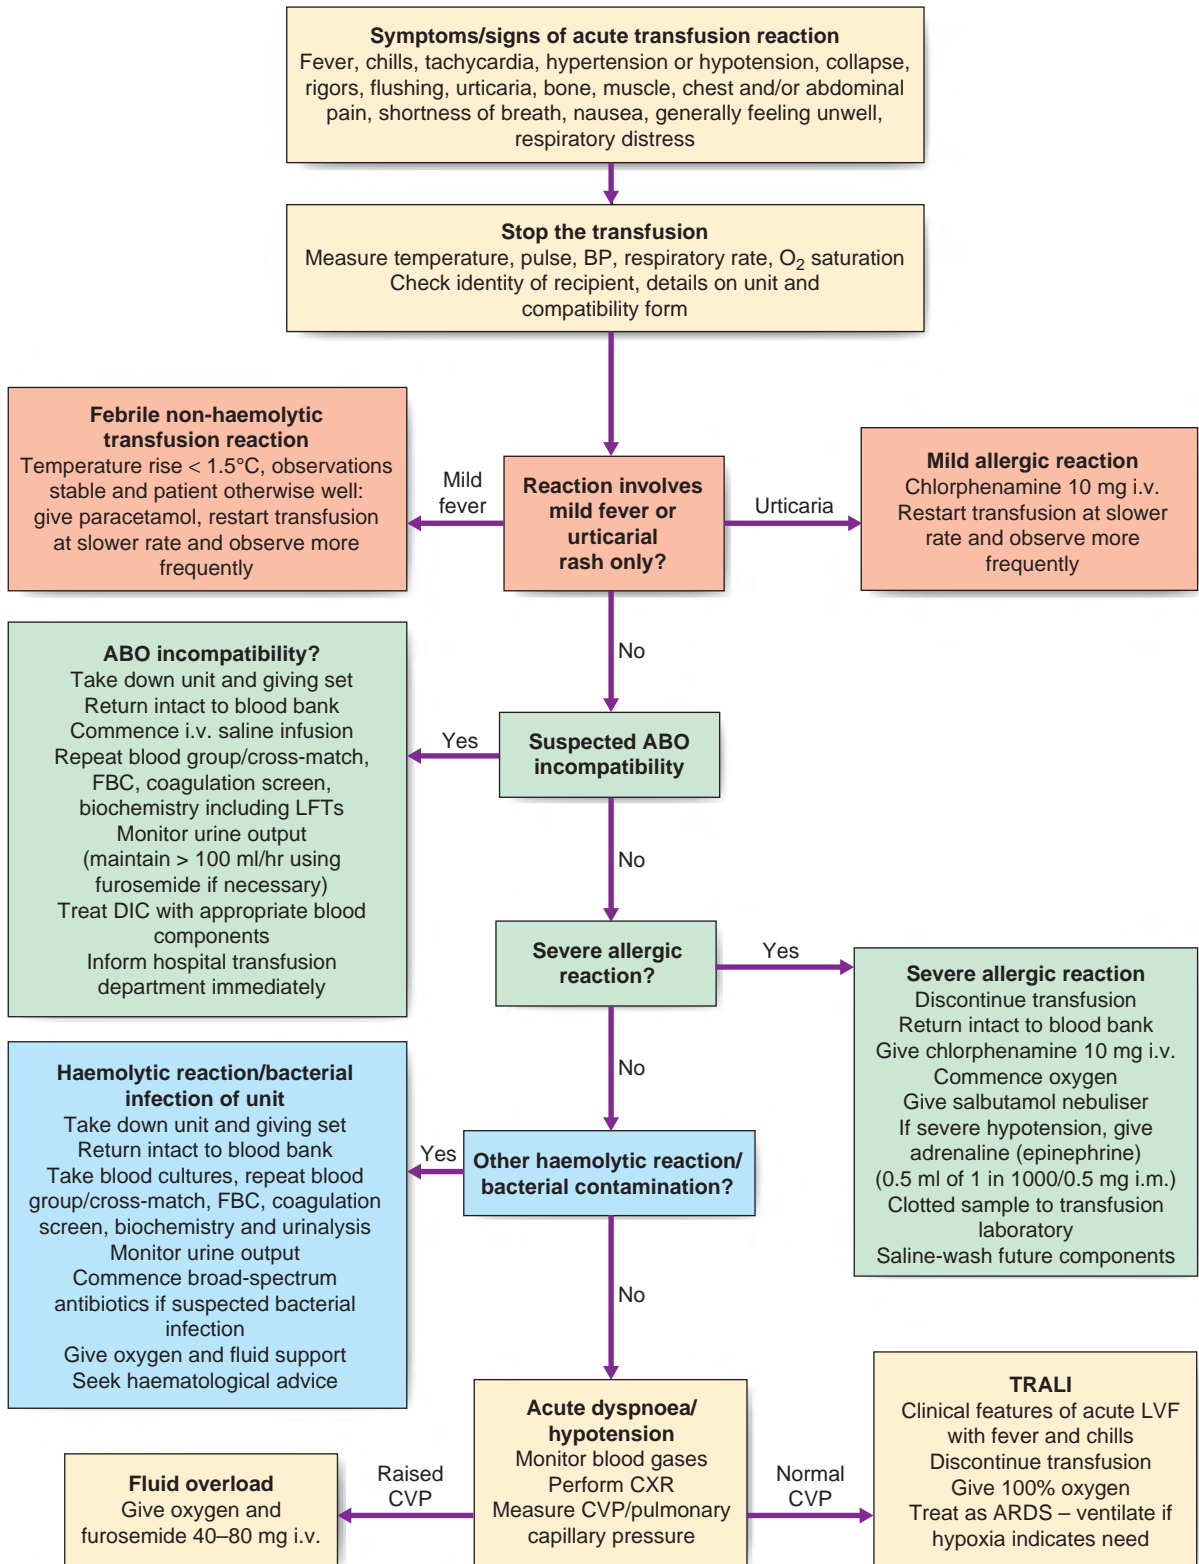 Symptoms/signs of acute transfusion reaction
Fever, chills, tachycardia, hypertension or hypotension, collapse,
rigors, flushing, urticaria, bone, muscle, chest and/or abdominal
pain, shortness of breath, nausea, generally feeling unwell,
respiratory distress
Stop the transfusion
Measure temperature, pulse, BP, respiratory rate, O2 saturation
Check identity of recipient, details on unit and
compatibility form
Febrile non-haemolytic
transfusion reaction
Temperature rise < 1.5°C, observations
stable and patient otherwise well:
give paracetamol, restart transfusion
at slower rate and observe more
frequently
Mild
fever
Reaction involves
mild fever or
urticarial
rash only?
Urticaria
Mild allergic reaction
Chlorphenamine 10 mg i.v.
Restart transfusion at slower
rate and observe more
frequently
No
ABO incompatibility?
Take down unit and giving set
Return intact to blood bank
Commence i.v. saline infusion
Repeat blood group/cross-match,
FBC, coagulation screen,
biochemistry including LFTs
Monitor urine output
(maintain > 100 ml/hr using
furosemide if necessary)
Treat DIC with appropriate blood
components
Inform hospital transfusion
department immediately
Yes
Suspected ABO
incompatibility
No
Severe allergic
reaction?
Yes
Severe allergic reaction
Discontinue transfusion
Return intact to blood bank
Give chlorphenamine 10 mg i.v.
Commence oxygen
Give salbutamol nebuliser
If severe hypotension, give
adrenaline (epinephrine)
(0.5 ml of 1 in 1000/0.5 mg i.m.)
Clotted sample to transfusion
laboratory
Saline-wash future components
No
Haemolytic reaction/bacterial
infection of unit
Take down unit and giving set
Return intact to blood bank
Take blood cultures, repeat blood
group/cross-match, FBC, coagulation
screen, biochemistry and urinalysis
Monitor urine output
Commence broad-spectrum
antibiotics if suspected bacterial
infection
Give oxygen and fluid support
Seek haematological advice
Yes
Other haemolytic reaction/
bacterial contamination?
No
Acute dyspnoea/
hypotension
Monitor blood gases
Perform CXR
Measure CVP/pulmonary
capillary pressure
Raised
CVP
Fluid overload
Give oxygen and
furosemide 40–80 mg i.v.
Normal
CVP
TRALI
Clinical features of acute LVF
with fever and chills
Discontinue transfusion
Give 100% oxygen
Treat as ARDS – ventilate if
hypoxia indicates need